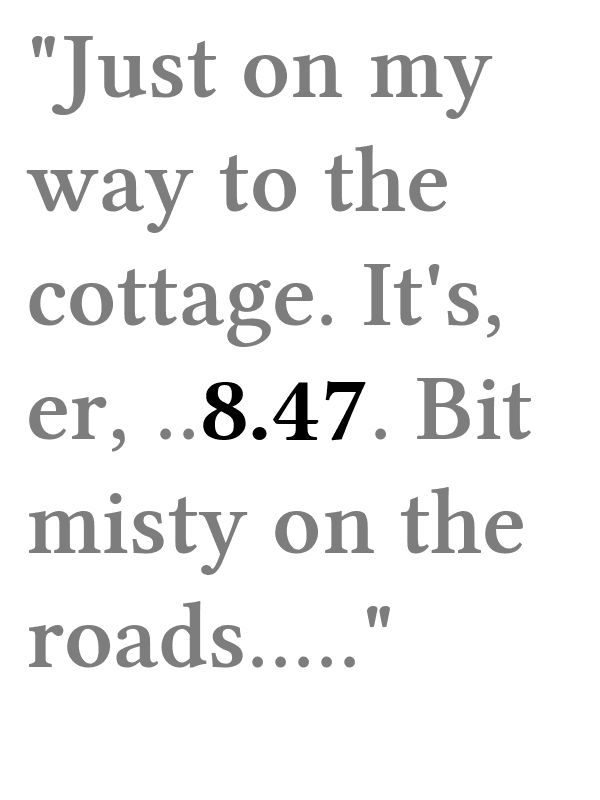 "Just on my
way to the
cottage. It's,
er, ..8.47. Bit
misty on the
roads....."